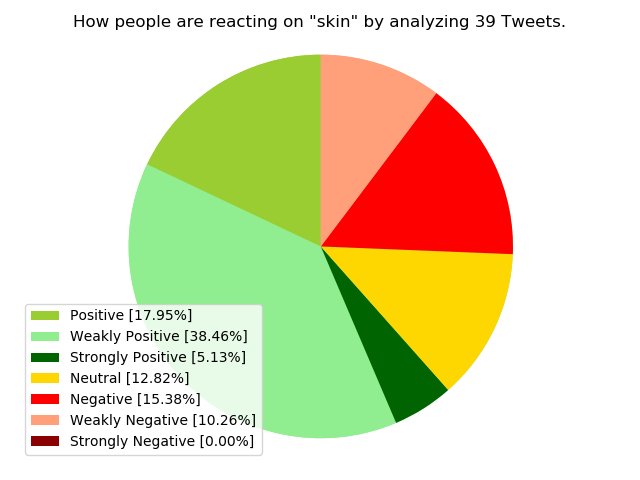 How people are reacting on "skin" by analyzing 39 Tweets.
Positive [17.95%]
Weakly Positive [38.46%]
Strongly Positive [5.13%]
Neutral [12.82%]
Negative [15.38%]
Weakly Negative [10.26%]
Strongly Negative [0.00%]